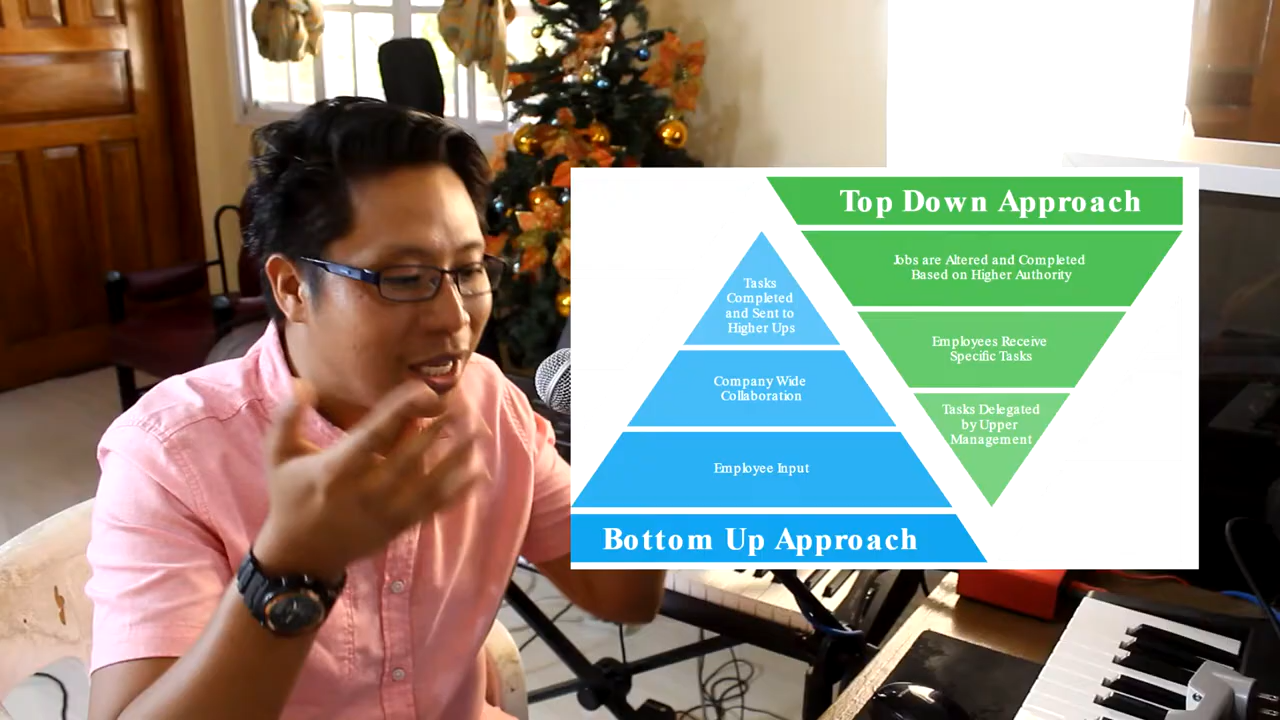 Top Down Approach
Jobs are Altered and Completed
Based on Higher Authority
Employees Receive
Specific Tasks
Tasks Delegated
by Upper
Management
Tasks
Completed
and Sent to
Higher Ups
Company Wide
Collaboration
Employee Input
Bottom Up Approach